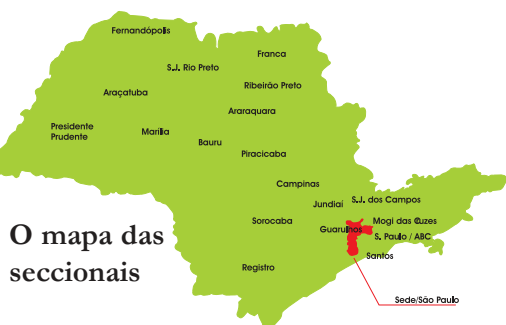 Fernandópolis
Franca
S.J. Rio Preto
Ribeirão Preto
Araçatuba
Araraquara
Presidente
Prudente
Marília
Bauru
Piracicaba
Campinas
Jundiaí
S.J. dos Campos
Sorocaba
Guarulhos
Mogi das Cuzes
S. Paulo / ABC
Santos
Registro
O mapa das
seccionais
Sede/São Paulo